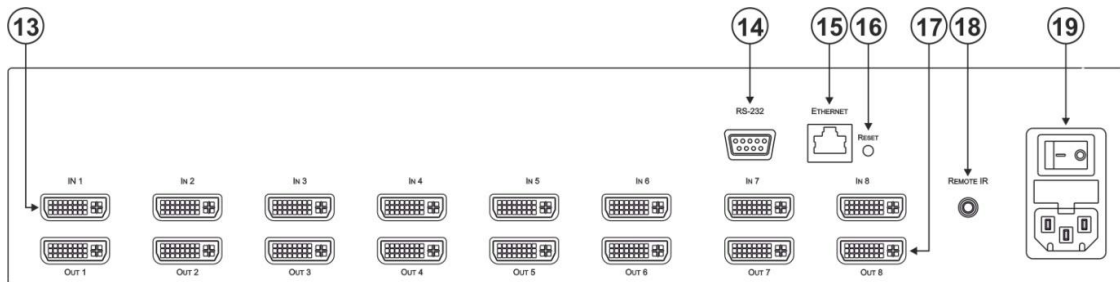 13 14 15 16 17 18 19
RS-232 ETHERNET
RESET
IN 1 IN 2 IN 3 IN 4 IN 5 IN 6 IN 7 IN 8 REMOTE IR
OUT 1 OUT 2 OUT 3 OUT 4 OUT 5 OUT 6 OUT 7 OUT 8